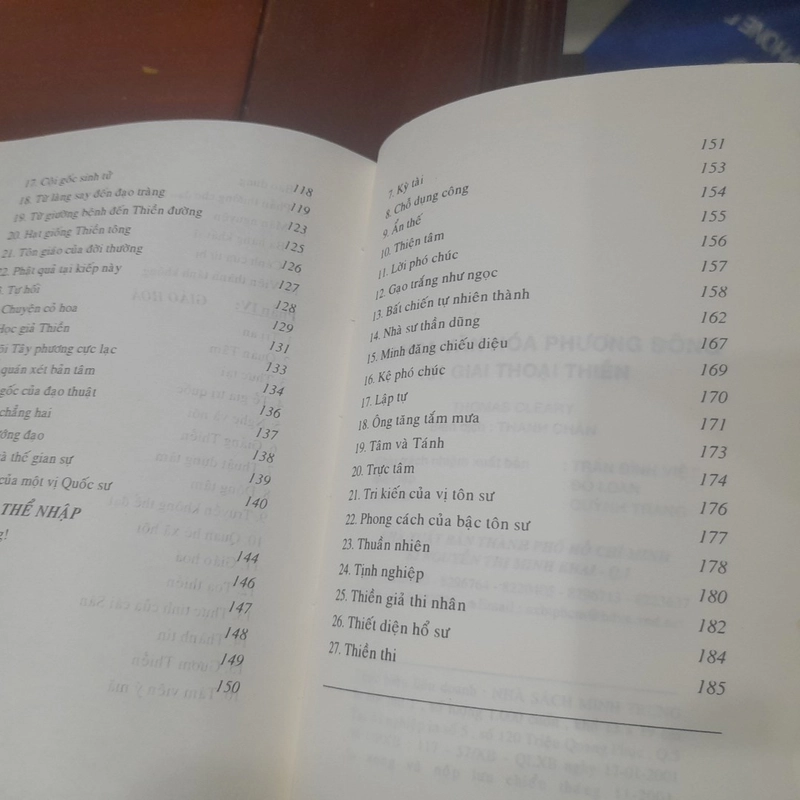 17. Cội gốc sinh tử 118
18. Từ làng say đến đạo tràng 119
19. Từ giường bệnh đến Thiền đường 123
20. Hạt giống Thiền tông 125
21. Tôn giáo của đời thường 126
22. Phật quả tại kiếp này 127
Tự hối 128
Chuyện cỏ hoa 129
Học giả Thiền 131
Tây phương cực lạc 133
quán xét bản tâm 134
gốc của đạo thuật 136
chẳng hai 137
đạo 138
thế gian sư 139
của một vị Quốc sư 140
THỂ NHẬP
144
146
147
148
149
150
7. Kỳ tài 151
8. Chỗ dụng công 153
9. Ẩn thế 154
10. Thiện tâm 155
11. Lời phó chúc 156
12. Gạo trắng như ngọc 157
13. Bất chiến tự nhiên thành 158
14. Nhà sư thần dũng 162
15. Minh đăng chiếu diệu 167
16. Kệ phó chúc 169
17. Lập tự 170
18. Ông tăng tắm mưa 171
19. Tâm và Tánh 173
20. Trực tâm 174
21. Tri kiến của vị tôn sư 176
22. Phong cách của bậc tôn sư 177
23. Thuần nhiên 178
24. Tịnh nghiệp 180
25. Thiền giả thi nhân 182
26. Thiết diện hổ sư 184
27. Thiền thi 185